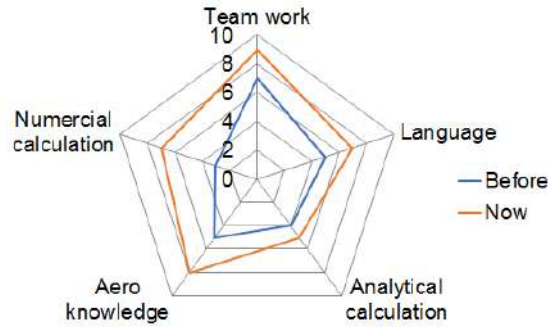 Team work
10
8
6
4
2
0
Numercial
calculation
Language
Before
Now
Aero
knowledge
Analytical
calculation